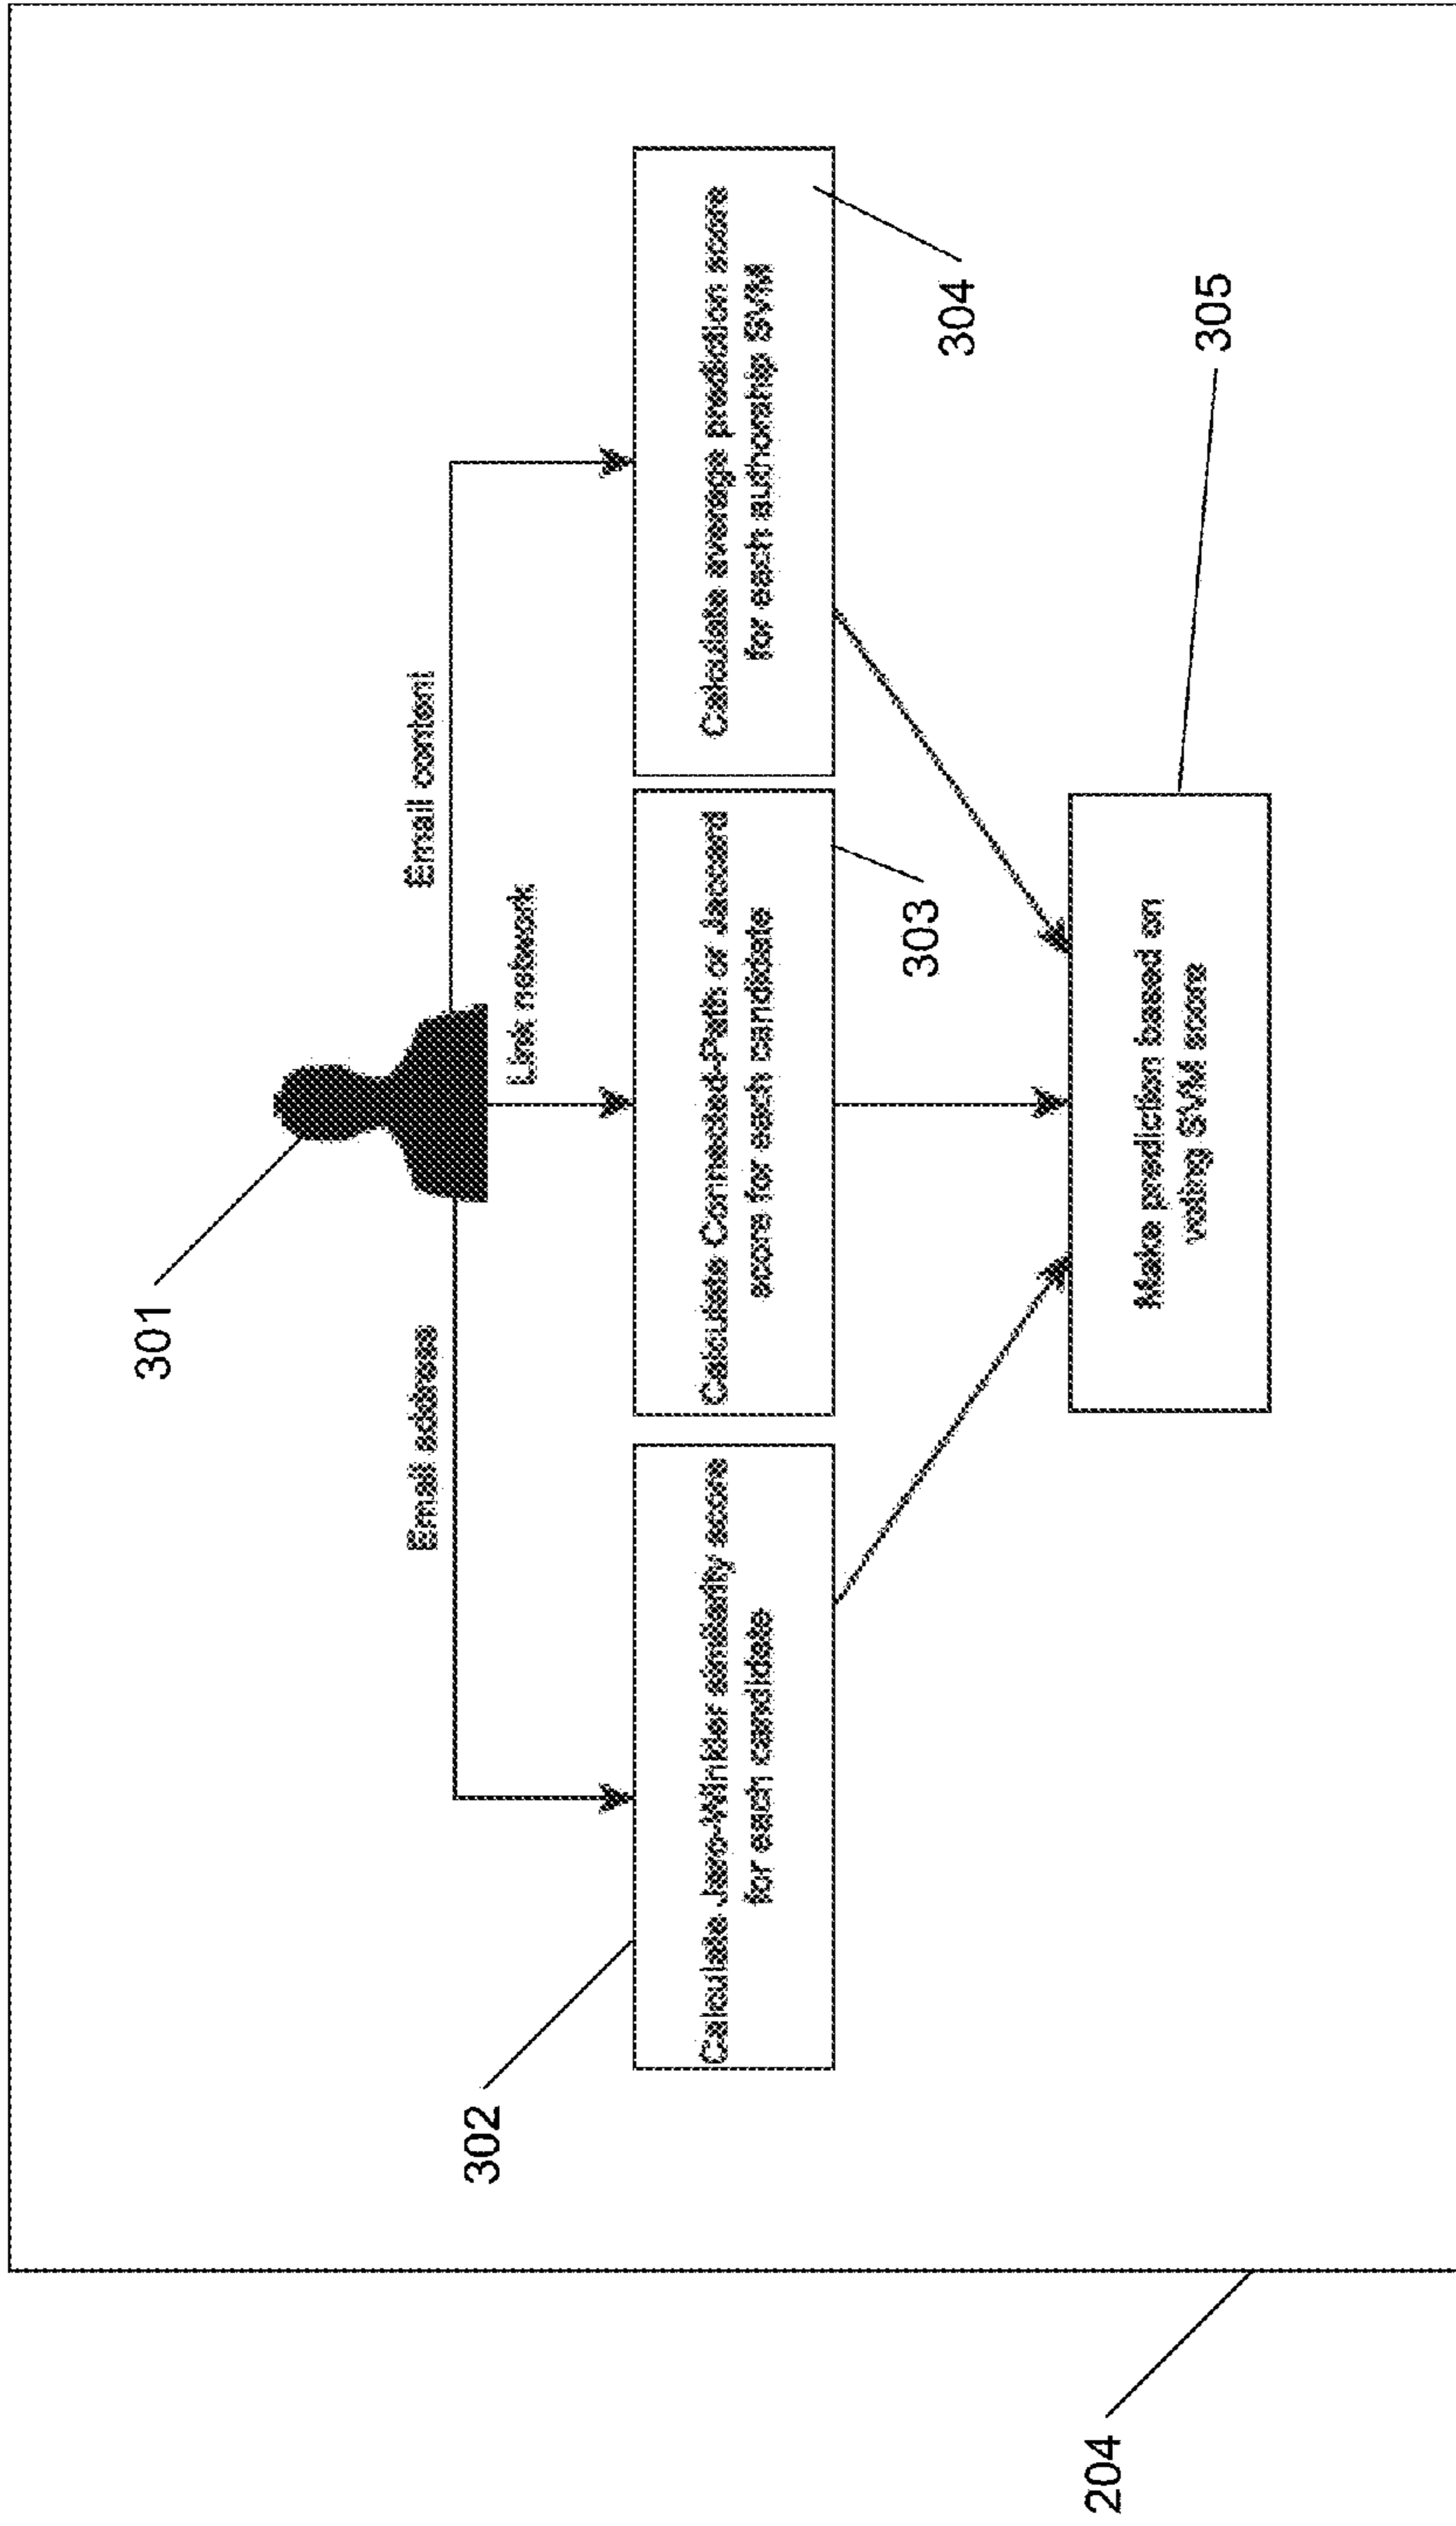 301
Email address
Link network
Email content
302
Calculate Jaro-Winkler similarity score
for each candidate
Calculate Connected-Path or Jaccard
score for each candidate
303
Calculate average prediction score
for each authorship SVM
304
Make prediction based on
voting SVM score
305
204